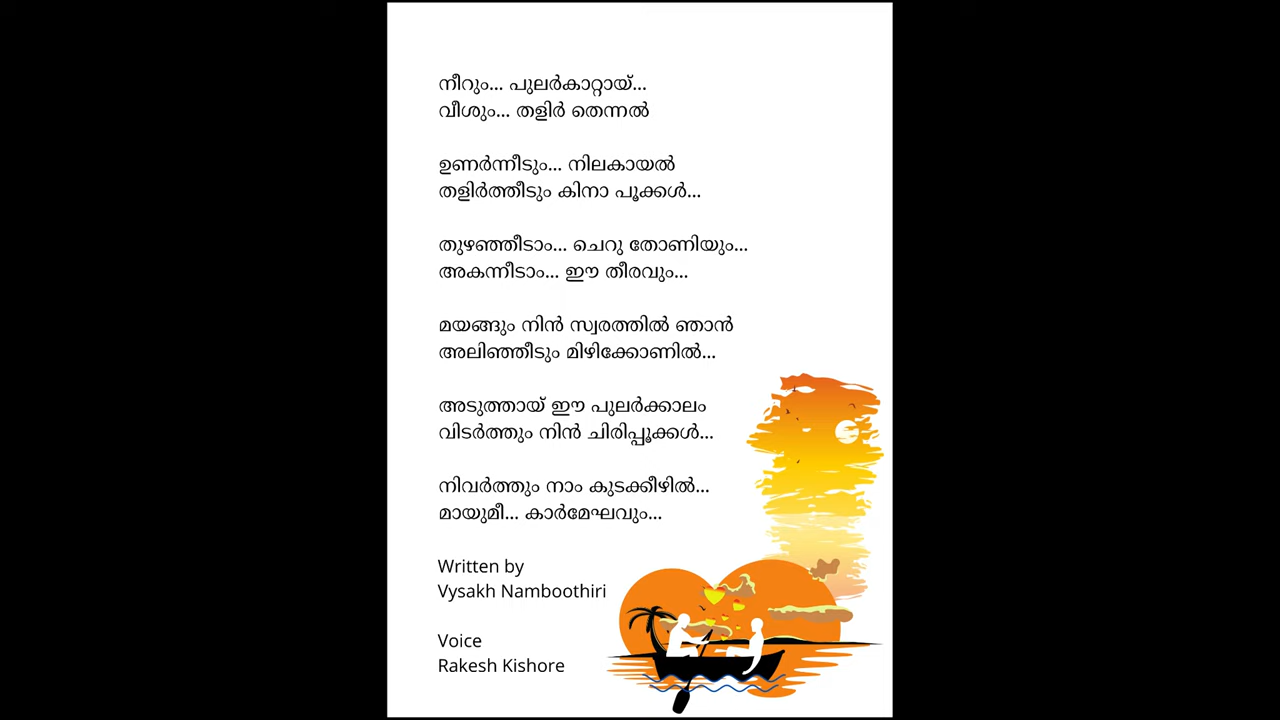 നീറും... പുലർകാറ്റായ്...
വീശും... തളിർ തെന്നൽ
ഉണർന്നീടും... നിലകായൽ
തളിർത്തീടും കിനാ പൂക്കൾ...
തുഴഞ്ഞീടാം... ചെറു തോണിയും...
അകന്നീടാം... ഈ തീരവും...
മയങ്ങും നിൻ സ്വരത്തിൽ ഞാൻ
അലിഞ്ഞീടും മിഴിക്കോണിൽ...
അടുത്തായ് ഈ പുലർക്കാലം
വിടർത്തും നിൻ ചിരിപ്പൂക്കൾ...
നിവർത്തും നാം കുടക്കീഴിൽ...
മായുമീ... കാർമേഘവും...
Written by
Vysakh Namboothiri
Voice
Rakesh Kishore